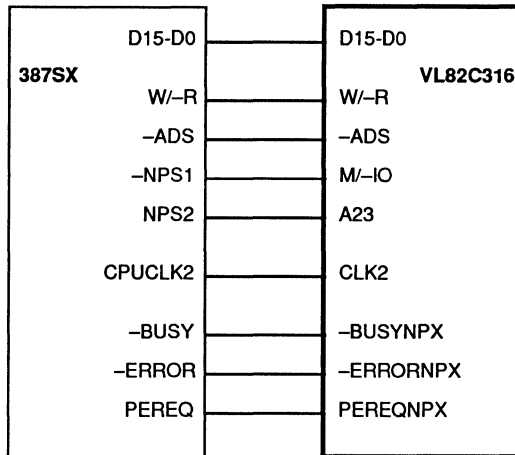 D15-D0 D15-D0
387SX VL82C316
W/–R W/–R
–ADS –ADS
–NPS1 M/–IO
NPS2 A23
CPUCLK2 CLK2
–BUSY –BUSYNPX
–ERROR –ERRORNPX
PEREQ PEREQNPX